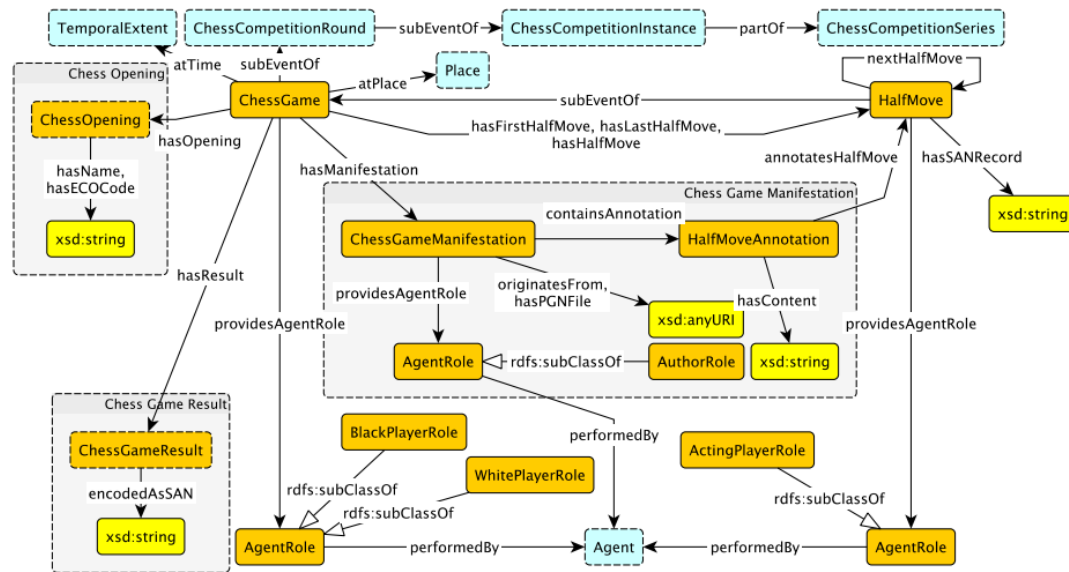 TemporalExtent
ChessCompetitionRound
subEventOf
ChessCompetitionInstance
partOf
ChessCompetitionSeries
atTime
subEventOf
nextHalfMove
Chess Opening
atPlace
Place
ChessGame
subEventOf
HalfMove
ChessOpening
hasOpening
hasFirstHalfMove, hasLastHalfMove,
hasHalfMove
annotatesHalfMove
hasSANRecord
hasName,
hasECOCode
hasManifestation
Chess Game Manifestation
xsd:string
xsd:string
ChessGameManifestation
containsAnnotation
HalfMoveAnnotation
hasResult
providesAgentRole
originatesFrom,
hasPGNFile
hasContent
providesAgentRole
xsd:anyURI
providesAgentRole
AgentRole
rdfs:subClassOf
AuthorRole
xsd:string
Chess Game Result
BlackPlayerRole
performedBy
ActingPlayerRole
ChessGameResult
WhitePlayerRole
rdfs:subClassOf
encodedAsSAN
rdfs:subClassOf
rdfs:subClassOf
xsd:string
AgentRole
performedBy
Agent
performedBy
AgentRole